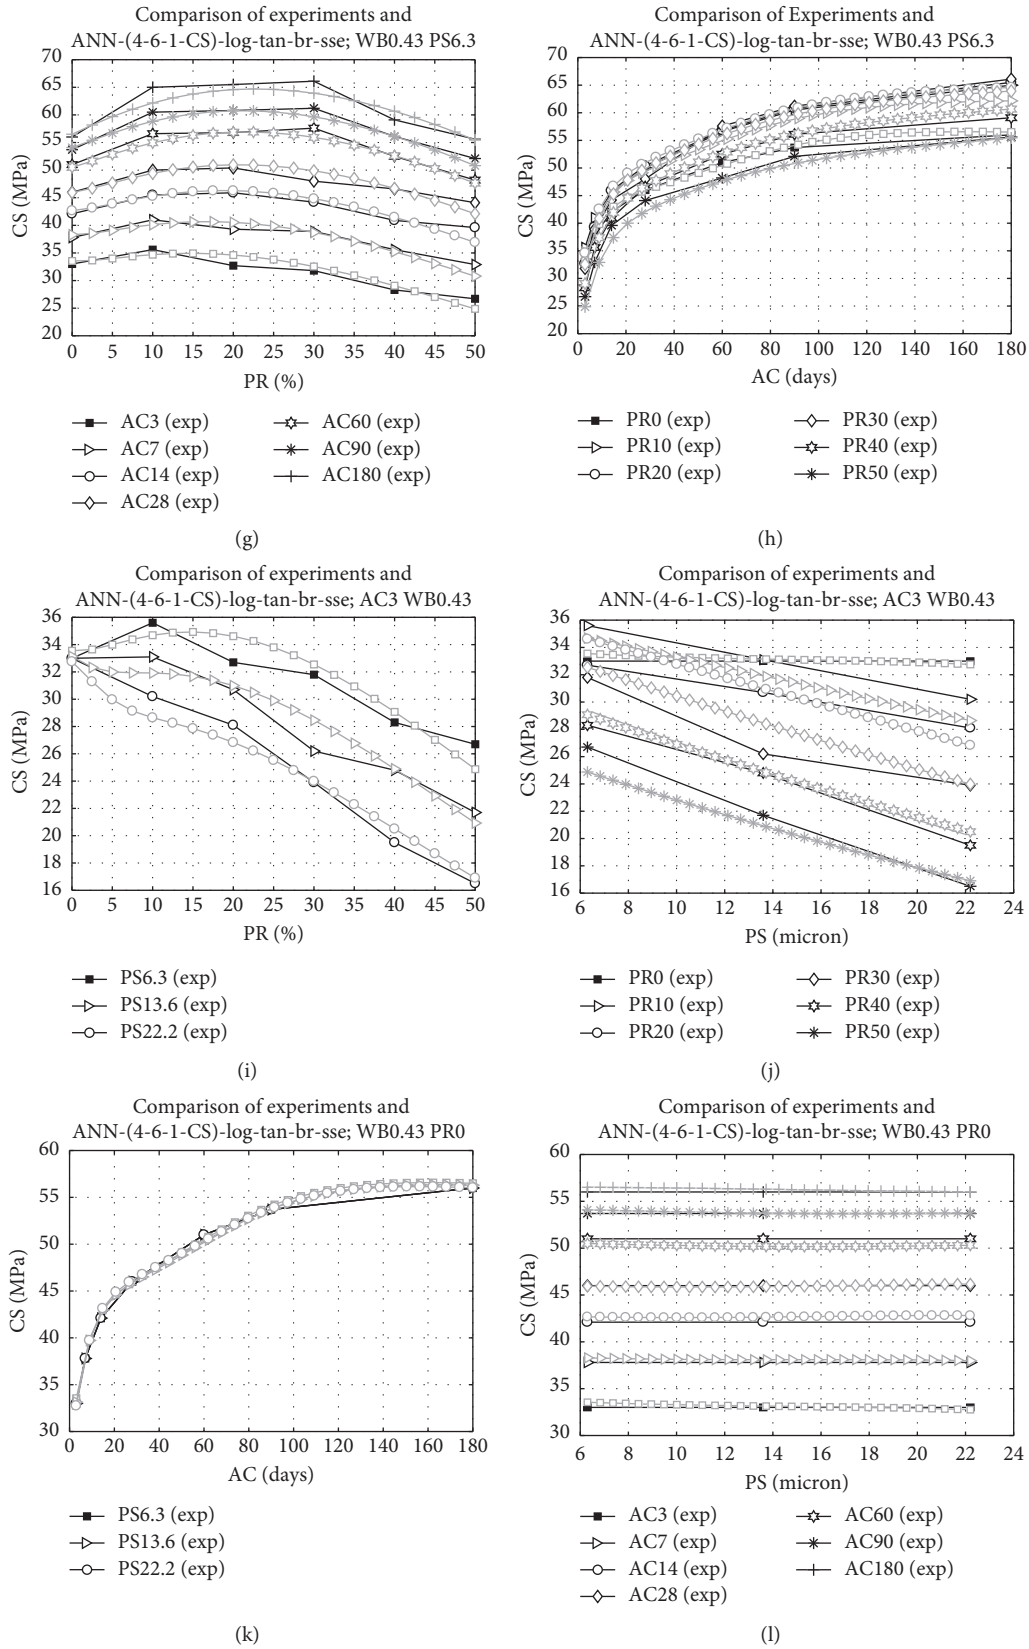 Comparison of experiments and
ANN-(4-6-1-CS)-log-tan-br-sse; WB0.43 PS6.3
70
65
60
55
50
45
40
35
30
25
20
CS (MPa)
0 5 10 15 20 25 30 35 40 45 50
PR (%)
AC3 (exp)
AC7 (exp)
AC14 (exp)
AC28 (exp)
AC60 (exp)
AC90 (exp)
AC180 (exp)
(g)
Comparison of Experiments and
ANN-(4-6-1-CS)-log-tan-br-sse; WB0.43 PS6.3
70
65
60
55
50
45
40
35
30
25
20
CS (MPa)
0 20 40 60 80 100 120 140 160 180
AC (days)
PR0 (exp)
PR10 (exp)
PR20 (exp)
PR30 (exp)
PR40 (exp)
PR50 (exp)
(h)
Comparison of experiments and
ANN-(4-6-1-CS)-log-tan-br-sse; AC3 WB0.43
36
34
32
30
28
26
24
22
20
18
16
CS (MPa)
0 5 10 15 20 25 30 35 40 45 50
PR (%)
PS6.3 (exp)
PS13.6 (exp)
PS22.2 (exp)
(i)
Comparison of experiments and
ANN-(4-6-1-CS)-log-tan-br-sse; AC3 WB0.43
36
34
32
30
28
26
24
22
20
18
16
CS (MPa)
6 8 10 12 14 16 18 20 22 24
PS (micron)
PR0 (exp)
PR10 (exp)
PR20 (exp)
PR30 (exp)
PR40 (exp)
PR50 (exp)
(j)
Comparison of experiments and
ANN-(4-6-1-CS)-log-tan-br-sse; WB0.43 PR0
60
55
50
45
40
35
30
CS (MPa)
0 20 40 60 80 100 120 140 160 180
AC (days)
PS6.3 (exp)
PS13.6 (exp)
PS22.2 (exp)
(k)
Comparison of experiments and
ANN-(4-6-1-CS)-log-tan-br-sse; WB0.43 PR0
60
55
50
45
40
35
30
CS (MPa)
6 8 10 12 14 16 18 20 22 24
PS (micron)
AC3 (exp)
AC7 (exp)
AC14 (exp)
AC28 (exp)
AC60 (exp)
AC90 (exp)
AC180 (exp)
(l)